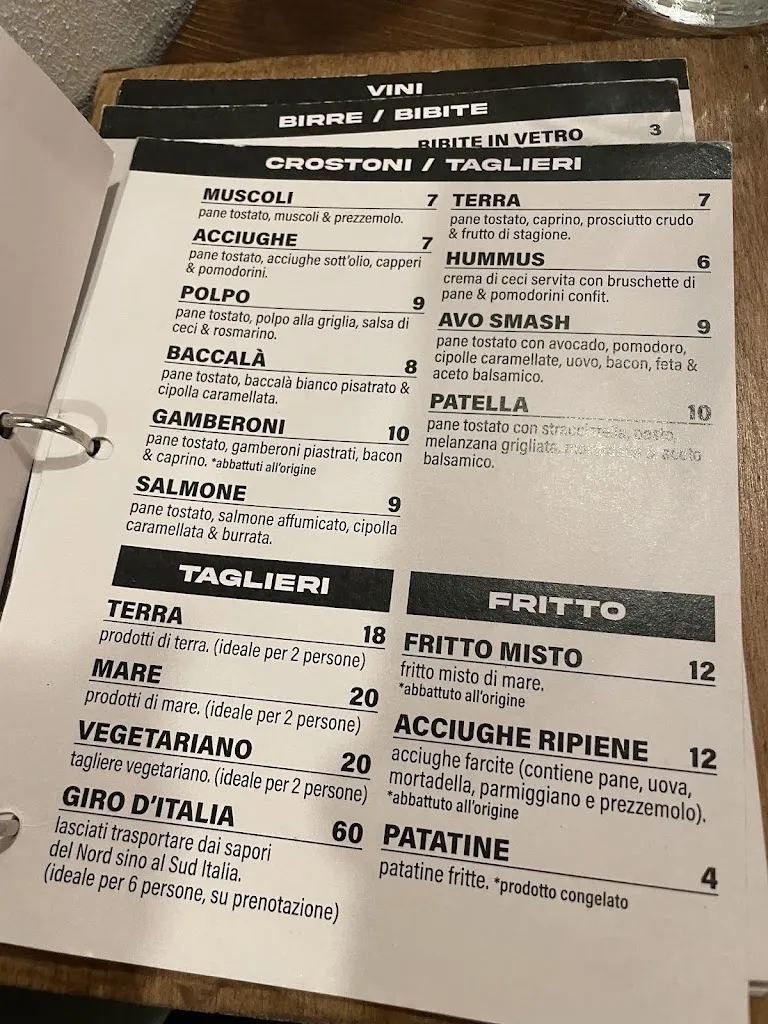 VINI
BIRRE / BIBITE
BIBITE IN VETRO 3
CROSTONI / TAGLIERI
MUSCOLI 7
pane tostato, muscoli & prezzemolo.
ACCIUGHE 7
pane tostato, acciughe sott'olio, capperi
& pomodorini.
POLPO 9
pane tostato, polpo alla griglia, salsa di
ceci & rosmarino.
BACCALÀ 8
pane tostato, baccalà bianco pisatrato &
cipolla caramellata.
GAMBERONI 10
pane tostato, gamberoni piastrati, bacon
& caprino. *abbattuti all'origine
SALMONE 9
pane tostato, salmone affumicato, cipolla
caramellata & burrata.
TERRA 7
pane tostato, caprino, prosciutto crudo
& frutto di stagione.
HUMMUS 6
crema di ceci servita con bruschette di
pane & pomodorini confit.
AVO SMASH 9
pane tostato con avocado, pomodoro,
cipolle caramellate, uovo, bacon, feta &
aceto balsamico.
PATELLA 10
pane tostato con
melanzana grigliata, & aceto
balsamico.
TAGLIERI
TERRA 18
prodotti di terra. (ideale per 2 persone)
MARE 20
prodotti di mare. (ideale per 2 persone)
VEGETARIANO 20
tagliere vegetariano. (ideale per 2 persone)
GIRO D'ITALIA 60
lasciati trasportare dai sapori
del Nord sino al Sud Italia.
(ideale per 6 persone, su prenotazione)
FRITTO
FRITTO MISTO 12
fritto misto di mare.
*abbattuto all'origine
ACCIUGHE RIPIENE 12
acciughe farcite (contiene pane, uova,
mortadella, parmiggiano e prezzemolo).
*abbattuto all'origine
PATATINE 4
patatine fritte. *prodotto congelato